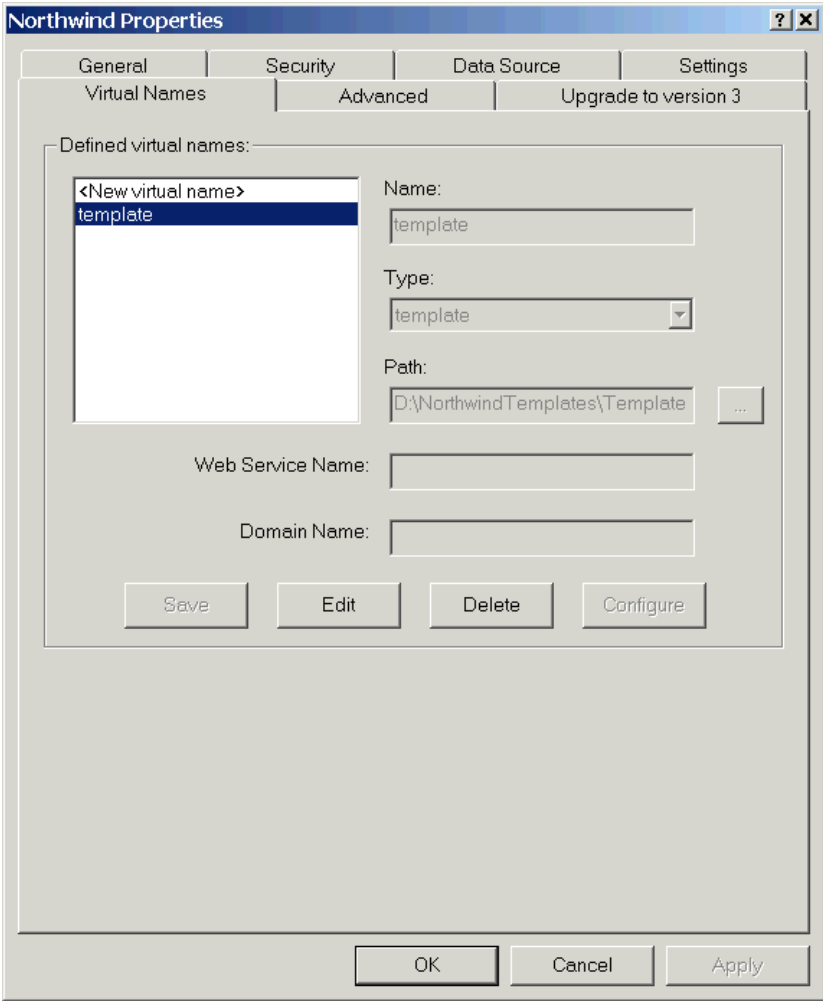 Northwind Properties
General Security Data Source Settings
Virtual Names Advanced Upgrade to version 3
Defined virtual names:
<New virtual name>
template
Name:
template
Type:
template
Path:
D:\NorthwindTemplates\Template
...
Web Service Name:
Domain Name:
Save Edit Delete Configure
OK Cancel Apply